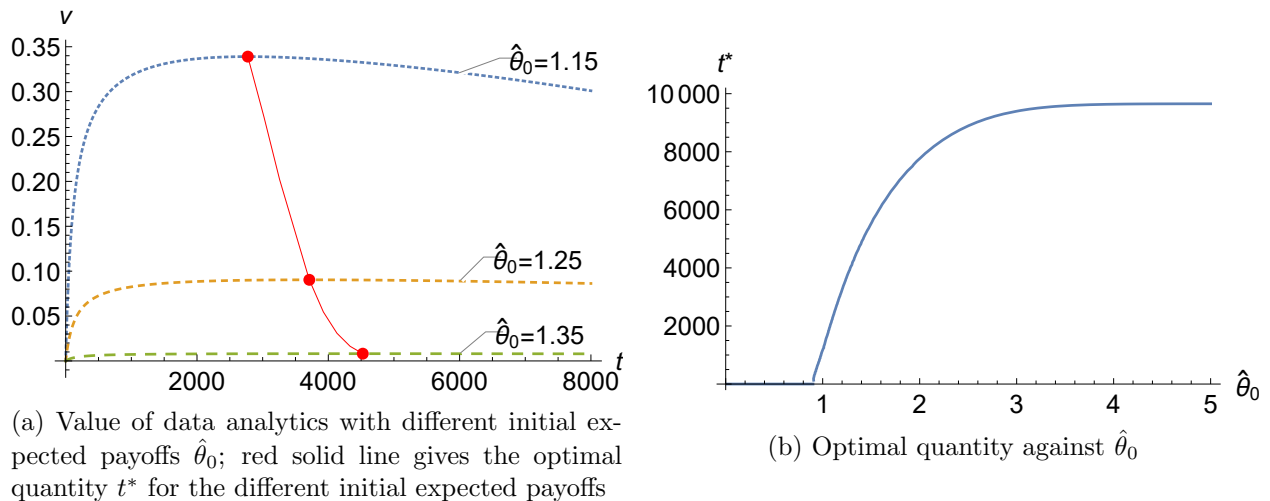 v
0.35
0.30
0.25
0.20
0.15
0.10
0.05
2000 4000 6000 8000
t
θ̂₀=1.15
θ̂₀=1.25
θ̂₀=1.35
(a) Value of data analytics with different initial ex-
pected payoffs θ̂₀; red solid line gives the optimal
quantity t* for the different initial expected payoffs
t*
10 000
8000
6000
4000
2000
1 2 3 4 5
θ̂₀
(b) Optimal quantity against θ̂₀